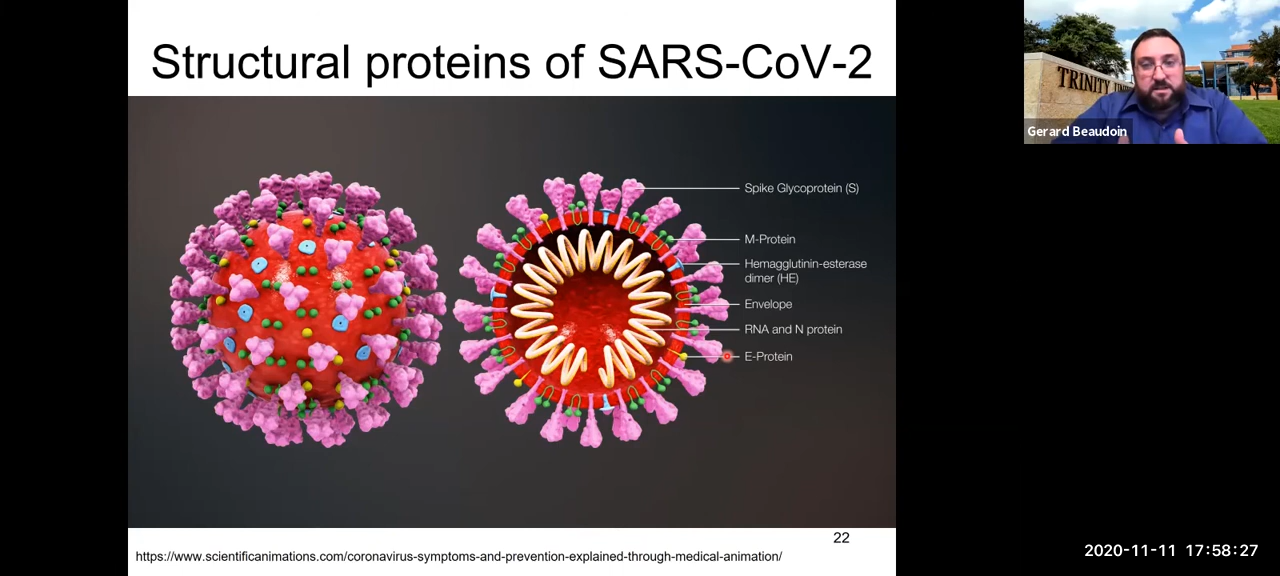 Structural proteins of SARS-CoV-2
Spike Glycoprotein (S)
M-Protein
Hemagglutinin-esterase
dimer (HE)
Envelope
RNA and N protein
E-Protein
22
https://www.scientificanimations.com/coronavirus-symptoms-and-prevention-explained-through-medical-animation/
TRINITY
Gerard Beaudoin
2020-11-11 17:58:27